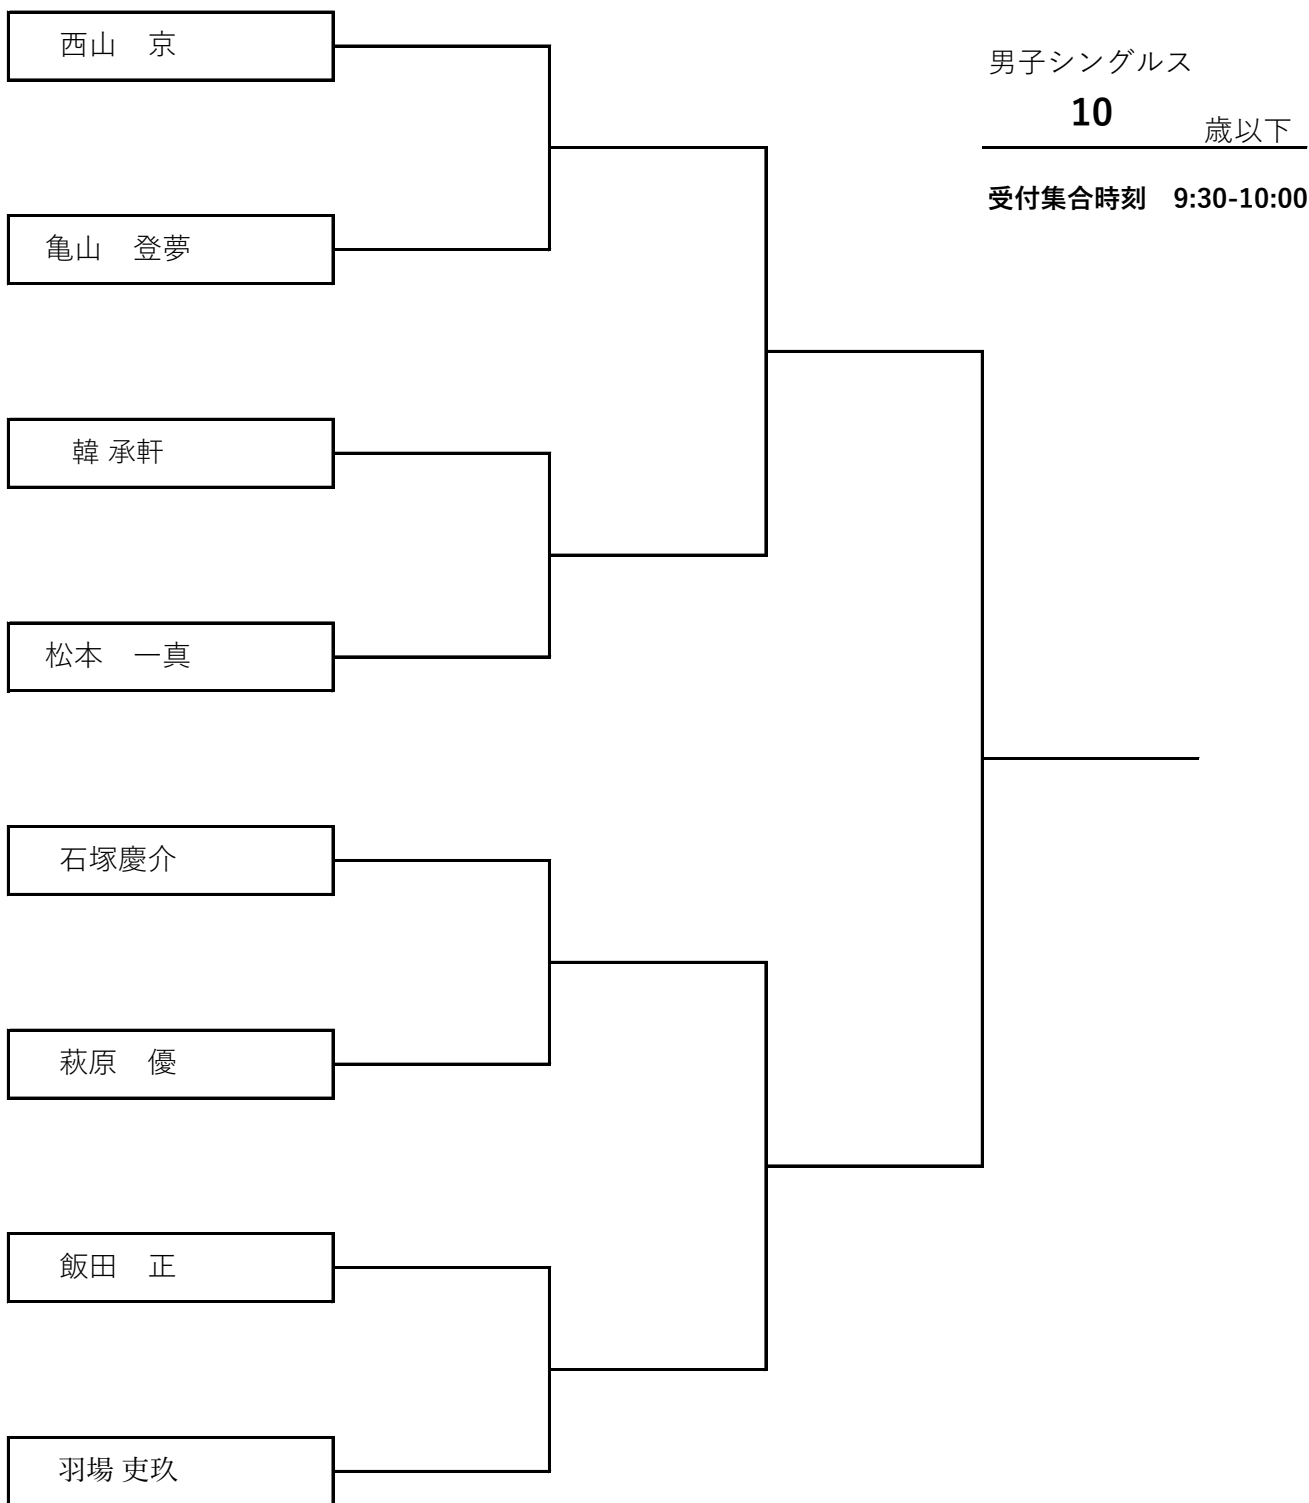 西山　京
男子シングルス
10 歳以下
受付集合時刻　9:30-10:00
亀山　登夢
韓 承軒
松本　一真
石塚慶介
萩原　優
飯田　正
羽場 吏玖